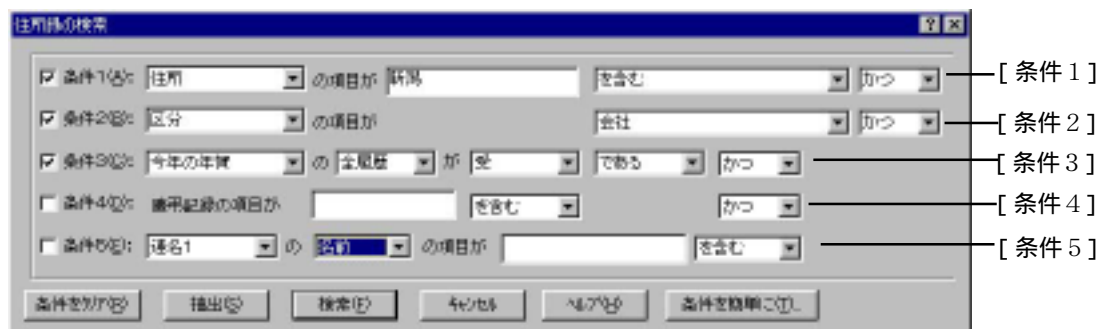 住所録の検索
条件1(A): 住所 の項目が 新潟 を含む かつ [ 条件１]
条件2(B): 区分 の項目が 会社 かつ [ 条件２]
条件3(C): 今年の年賀 の 全履歴 が 受 である かつ [ 条件３]
条件4(D): の項目が を含む かつ [ 条件４]
条件5(E): 連名1 の 名前 の項目が を含む [ 条件５]
条件をクリア(R) 抽出(S) 検索(F) キャンセル ヘルプ(H) 条件を簡単に(T)...